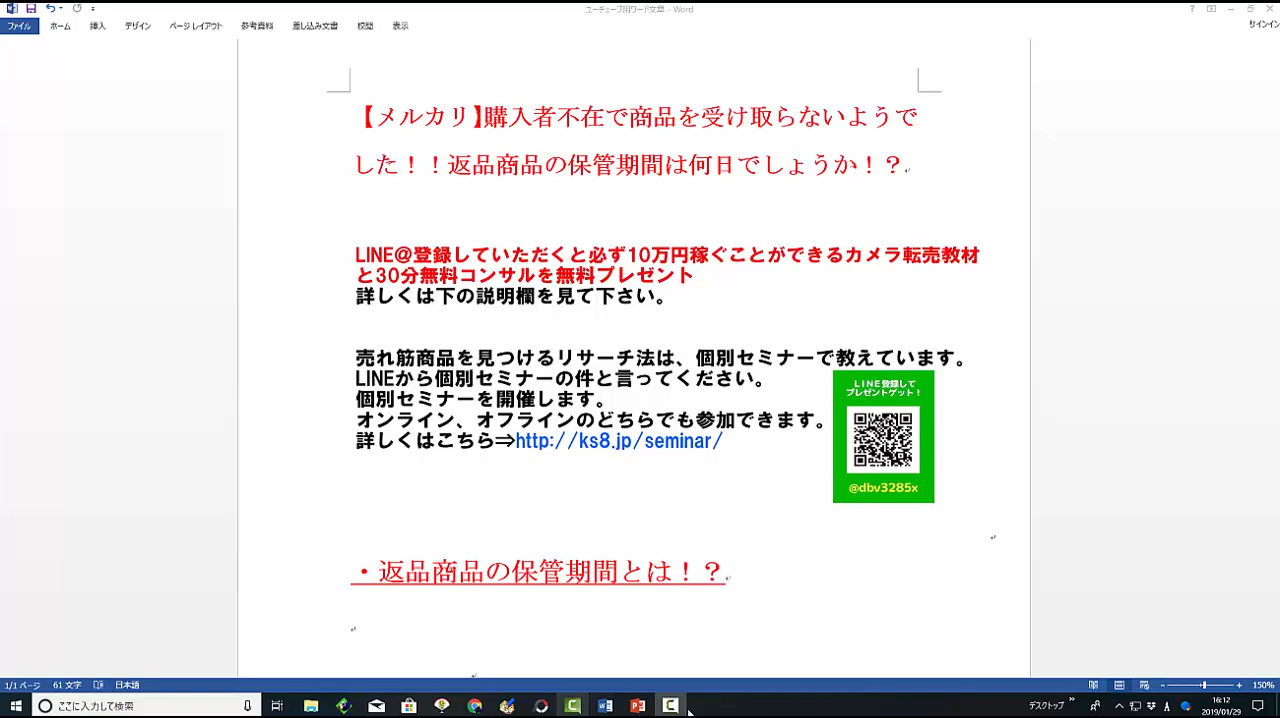 ユーチューブ用ワード文章 - Word
ファイル ホーム 挿入 デザイン ページ レイアウト 参考資料 差し込み文書 校閲 表示
サインイン
【メルカリ】購入者不在で商品を受け取らないようで
した！！返品商品の保管期間は何日でしょうか！？
LINE@登録していただくと必ず10万円稼ぐことができるカメラ転売教材
と30分無料コンサルを無料プレゼント
詳しくは下の説明欄を見て下さい。
売れ筋商品を見つけるリサーチ法は、個別セミナーで教えています。
LINEから個別セミナーの件と言ってください。
個別セミナーを開催します。
オンライン、オフラインのどちらでも参加できます。
詳しくはこちら⇒http://ks8.jp/seminar/
LINE登録して
プレゼントゲット！
@dbv3285x
・返品商品の保管期間とは！？
1/1 ページ 61 文字 日本語
150%
ここに入力して検索
デスクトップ
16:12
2019/01/29